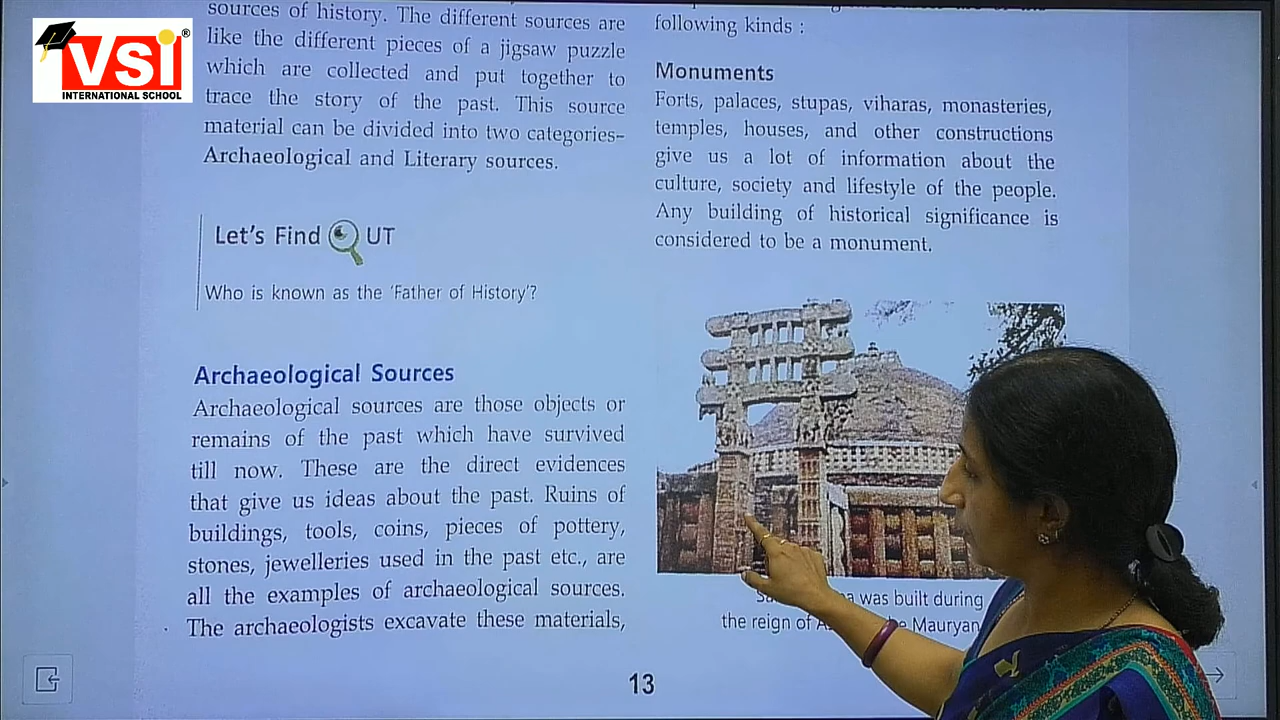 VSI
®
INTERNATIONAL SCHOOL
sources of history. The different sources are
like the different pieces of a jigsaw puzzle
which are collected and put together to
trace the story of the past. This source
material can be divided into two categories–
Archaeological and Literary sources.
Let's Find UT
Who is known as the 'Father of History'?
Archaeological Sources
Archaeological sources are those objects or
remains of the past which have survived
till now. These are the direct evidences
that give us ideas about the past. Ruins of
buildings, tools, coins, pieces of pottery,
stones, jewelleries used in the past etc., are
all the examples of archaeological sources.
The archaeologists excavate these materials,
following kinds :
Monuments
Forts, palaces, stupas, viharas, monasteries,
temples, houses, and other constructions
give us a lot of information about the
culture, society and lifestyle of the people.
Any building of historical significance is
considered to be a monument.
was built during
the reign of Mauryan
13